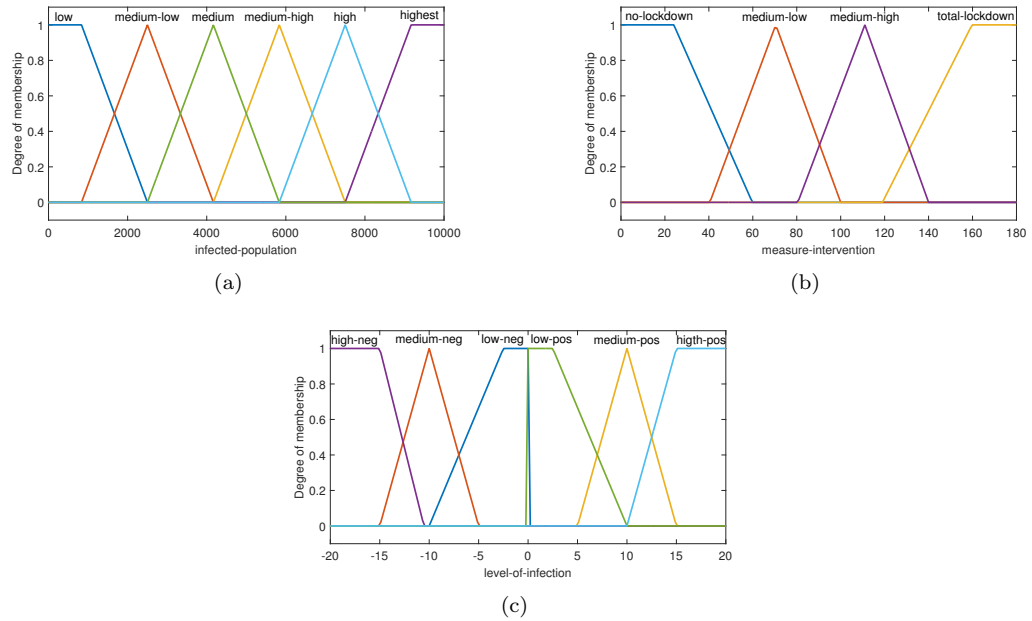 low medium-low medium medium-high high highest
1
0.8
0.6
0.4
0.2
0
Degree of membership
0 2000 4000 6000 8000 10000
infected-population
(a)
no-lockdown medium-low medium-high total-lockdown
1
0.8
0.6
0.4
0.2
0
Degree of membership
0 20 40 60 80 100 120 140 160 180
measure-intervention
(b)
high-neg medium-neg low-neg low-pos medium-pos higth-pos
1
0.8
0.6
0.4
0.2
0
Degree of membership
-20 -15 -10 -5 0 5 10 15 20
level-of-infection
(c)